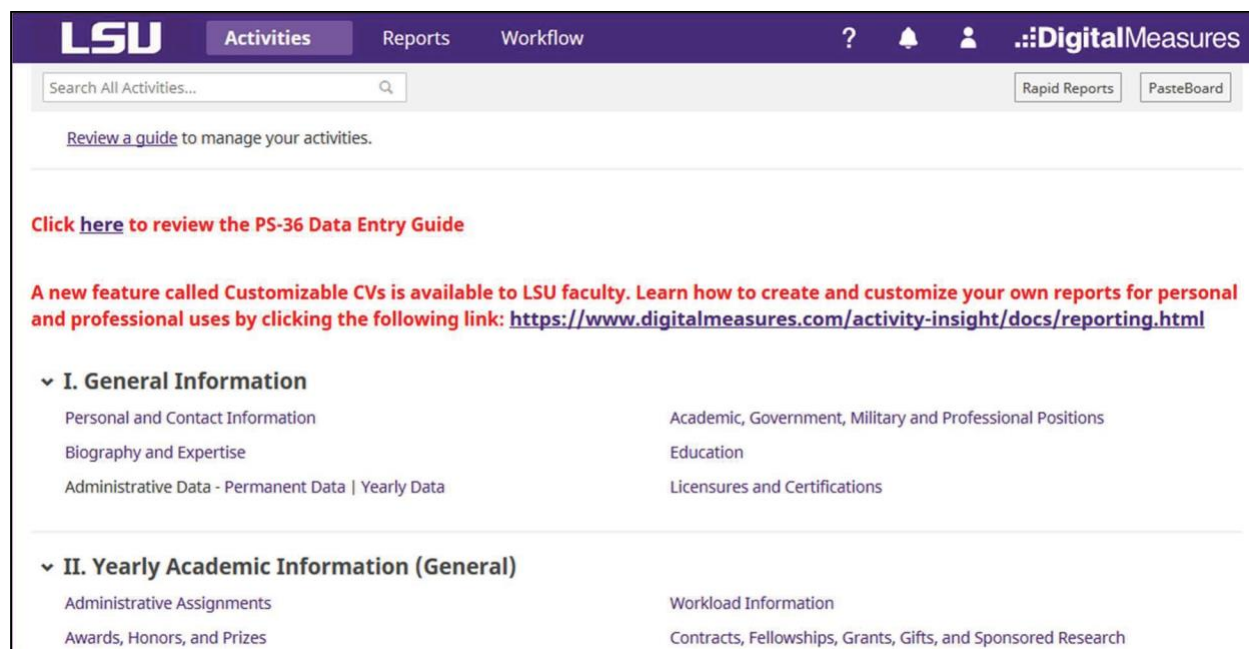 LSU Activities Reports Workflow ? .::DigitalMeasures
Search All Activities... Rapid Reports PasteBoard
Review a guide to manage your activities.
Click here to review the PS-36 Data Entry Guide
A new feature called Customizable CVs is available to LSU faculty. Learn how to create and customize your own reports for personal
and professional uses by clicking the following link: https://www.digitalmeasures.com/activity-insight/docs/reporting.html
I. General Information
Personal and Contact Information Academic, Government, Military and Professional Positions
Biography and Expertise Education
Administrative Data - Permanent Data | Yearly Data Licensures and Certifications
II. Yearly Academic Information (General)
Administrative Assignments Workload Information
Awards, Honors, and Prizes Contracts, Fellowships, Grants, Gifts, and Sponsored Research